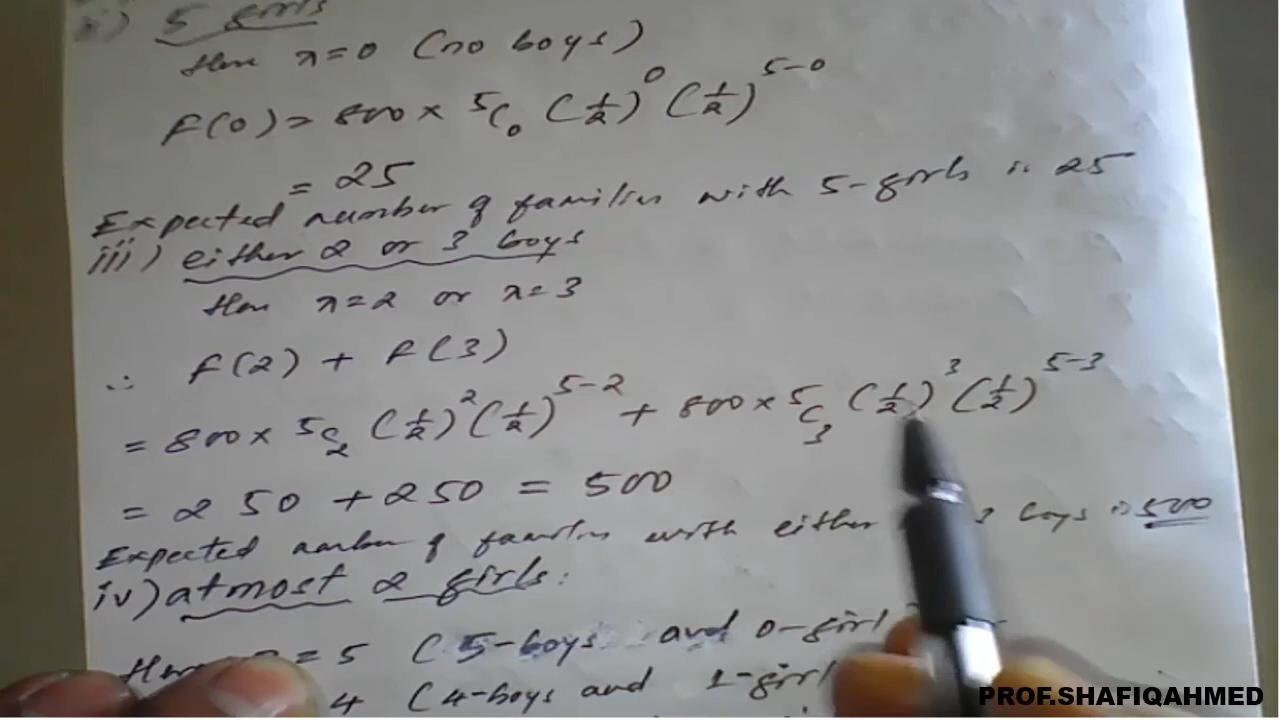 ii) 5 girls
Here x=0 (no boys)
F(0) = 800 × ⁵C₀ (1/2)⁰ (1/2)⁵⁻⁰
= 25
Expected number of families with 5-girls is 25
iii) either 2 or 3 boys
Here x=2 or x=3
∴ F(2) + F(3)
= 800 × ⁵C₂ (1/2)² (1/2)⁵⁻² + 800 × ⁵C₃ (1/2)³ (1/2)⁵⁻³
= 250 + 250 = 500
Expected number of families with either 3 boys is 500
iv) atmost 2 girls:
= 5 (5-boys and 0-girl
4 (4-boys and 1-girl
PROF.SHAFIQAHMED